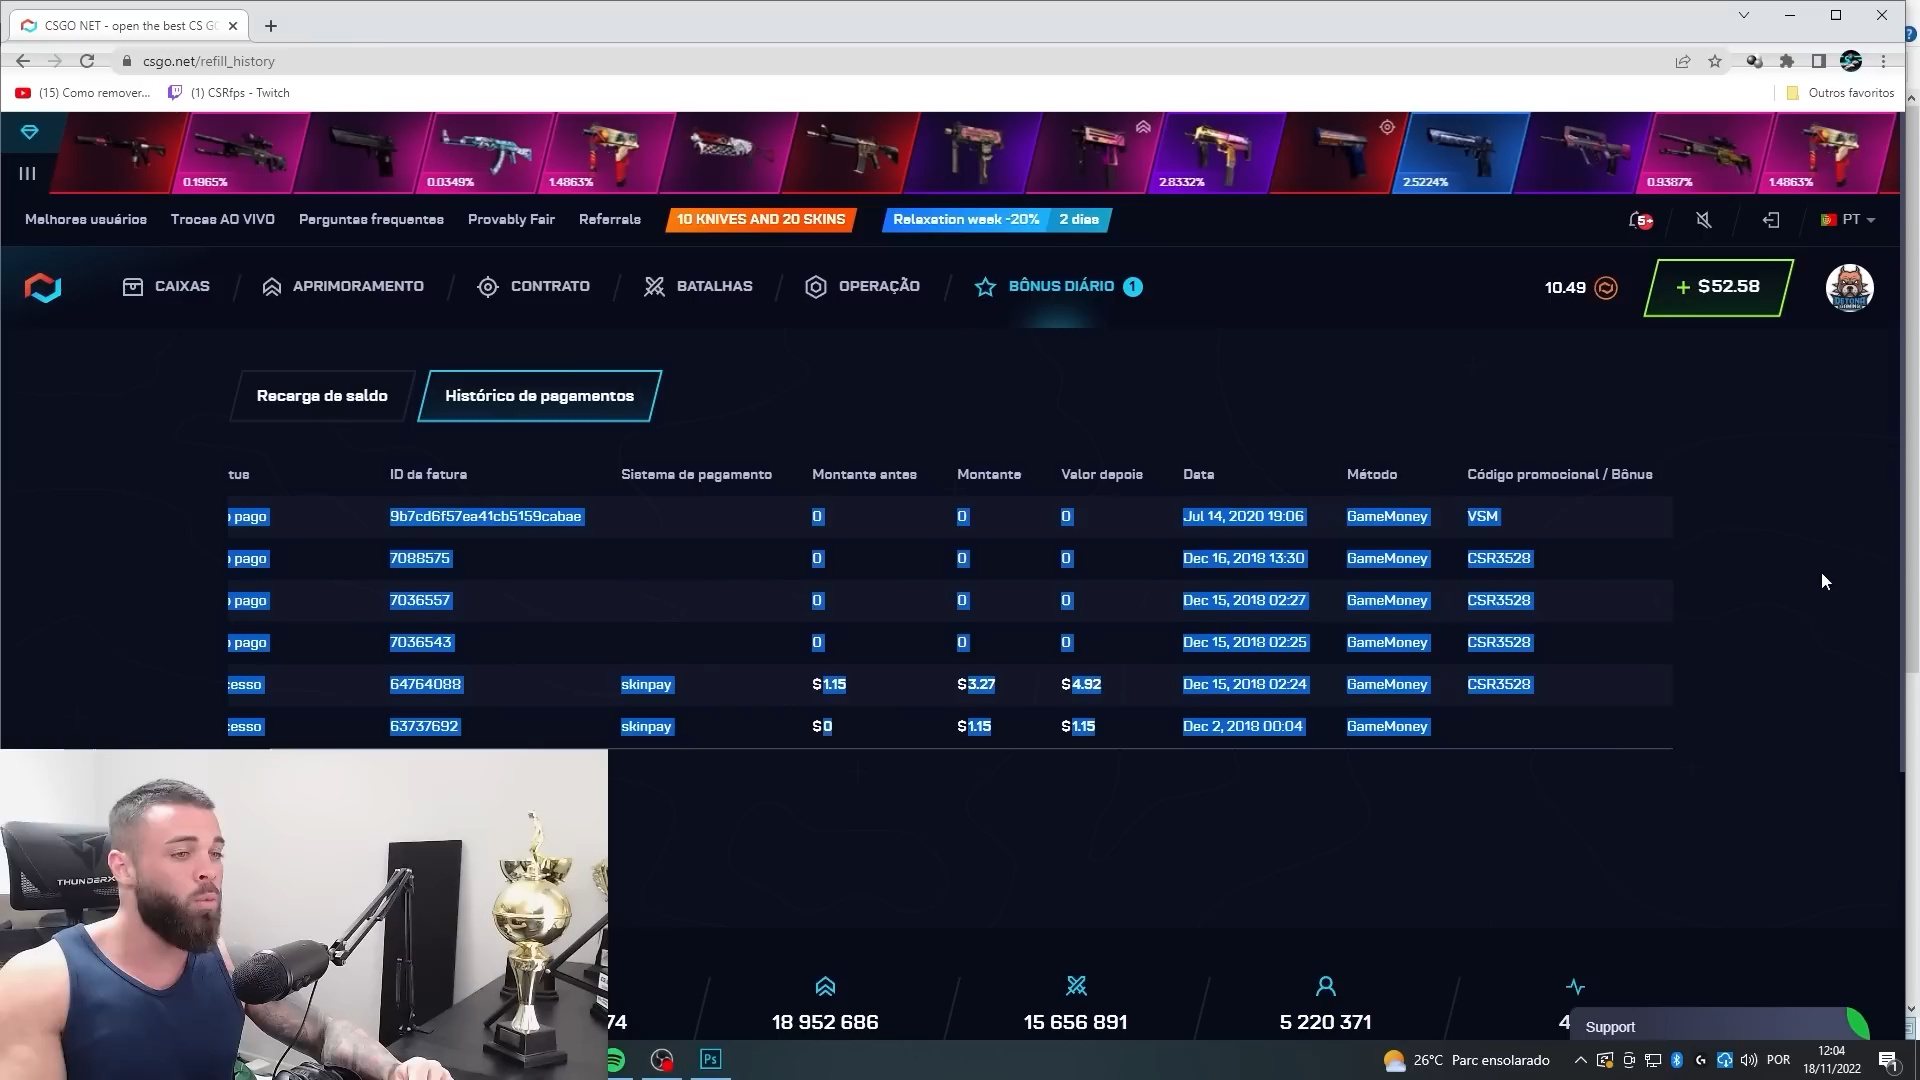 CSGO NET - open the best CS GO
csgo.net/refill_history
(15) Como remover...
(1) CSRfps - Twitch
Outros favoritos
0.1965%
0.0349%
1.4863%
2.8332%
2.5224%
0.9387%
1.4863%
Melhores usuários
Trocas AO VIVO
Perguntas frequentes
Provably Fair
Referrals
10 KNIVES AND 20 SKINS
Relaxation week -20%
2 dias
5+
PT
CAIXAS
APRIMORAMENTO
CONTRATO
BATALHAS
OPERAÇÃO
BÔNUS DIÁRIO 1
10.49
+ $52.58
Recarga de saldo
Histórico de pagamentos
tus ID da fatura Sistema de pagamento Montante antes Montante Valor depois Data Método Código promocional / Bônus
o pago 9b7cd6f57ea41cb5159cabae 0 0 0 Jul 14, 2020 19:06 GameMoney VSM
o pago 7088575 0 0 0 Dec 16, 2018 13:30 GameMoney CSR3528
o pago 7036557 0 0 0 Dec 15, 2018 02:27 GameMoney CSR3528
o pago 7036543 0 0 0 Dec 15, 2018 02:25 GameMoney CSR3528
cesso 64764088 skinpay $1.15 $3.27 $4.92 Dec 15, 2018 02:24 GameMoney CSR3528
cesso 63737692 skinpay $0 $1.15 $1.15 Dec 2, 2018 00:04 GameMoney
THUNDERX
74
18 952 686
15 656 891
5 220 371
4
Support
Ps
26°C Parc ensolarado
POR
12:04
18/11/2022
1